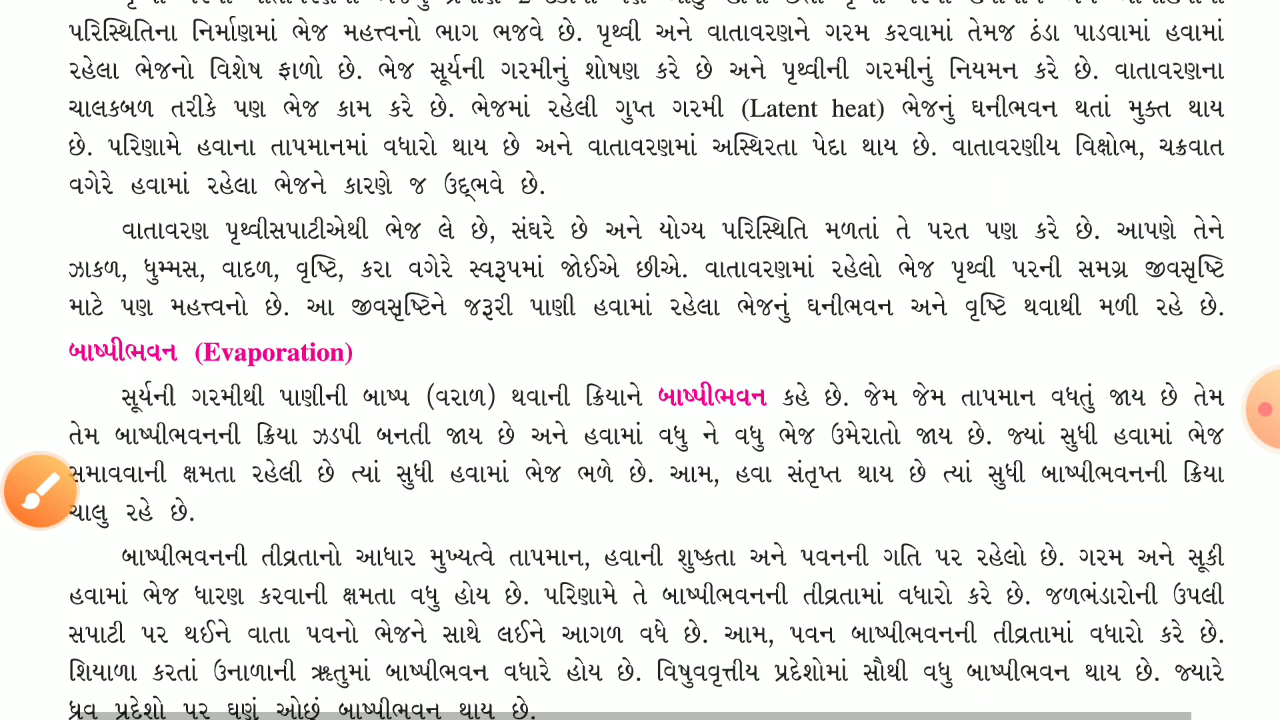 પરિસ્થિતિના નિર્માણમાં ભેજ મહત્ત્વનો ભાગ ભજવે છે. પૃથ્વી અને વાતાવરણને ગરમ કરવામાં તેમજ ઠંડા પાડવામાં હવામાં
રહેલા ભેજનો વિશેષ ફાળો છે. ભેજ સૂર્યની ગરમીનું શોષણ કરે છે અને પૃથ્વીની ગરમીનું નિયમન કરે છે. વાતાવરણના
ચાલકબળ તરીકે પણ ભેજ કામ કરે છે. ભેજમાં રહેલી ગુપ્ત ગરમી (Latent heat) ભેજનું ઘનીભવન થતાં મુક્ત થાય
છે. પરિણામે હવાના તાપમાનમાં વધારો થાય છે અને વાતાવરણમાં અસ્થિરતા પેદા થાય છે. વાતાવરણીય વિક્ષોભ, ચક્રવાત
વગેરે હવામાં રહેલા ભેજને કારણે જ ઉદ્ભવે છે.
વાતાવરણ પૃથ્વીસપાટીએથી ભેજ લે છે, સંઘરે છે અને યોગ્ય પરિસ્થિતિ મળતાં તે પરત પણ કરે છે. આપણે તેને
ઝાકળ, ધુમ્મસ, વાદળ, વૃષ્ટિ, કરા વગેરે સ્વરૂપમાં જોઈએ છીએ. વાતાવરણમાં રહેલો ભેજ પૃથ્વી પરની સમગ્ર જીવસૃષ્ટિ
માટે પણ મહત્ત્વનો છે. આ જીવસૃષ્ટિને જરૂરી પાણી હવામાં રહેલા ભેજનું ઘનીભવન અને વૃષ્ટિ થવાથી મળી રહે છે.
બાષ્પીભવન (Evaporation)
સૂર્યની ગરમીથી પાણીની બાષ્પ (વરાળ) થવાની ક્રિયાને બાષ્પીભવન કહે છે. જેમ જેમ તાપમાન વધતું જાય છે તેમ
તેમ બાષ્પીભવનની ક્રિયા ઝડપી બનતી જાય છે અને હવામાં વધુ ને વધુ ભેજ ઉમેરાતો જાય છે. જ્યાં સુધી હવામાં ભેજ
સમાવવાની ક્ષમતા રહેલી છે ત્યાં સુધી હવામાં ભેજ ભળે છે. આમ, હવા સંતૃપ્ત થાય છે ત્યાં સુધી બાષ્પીભવનની ક્રિયા
ચાલુ રહે છે.
બાષ્પીભવનની તીવ્રતાનો આધાર મુખ્યત્વે તાપમાન, હવાની શુષ્કતા અને પવનની ગતિ પર રહેલો છે. ગરમ અને સૂકી
હવામાં ભેજ ધારણ કરવાની ક્ષમતા વધુ હોય છે. પરિણામે તે બાષ્પીભવનની તીવ્રતામાં વધારો કરે છે. જળભંડારોની ઉપલી
સપાટી પર થઈને વાતા પવનો ભેજને સાથે લઈને આગળ વધે છે. આમ, પવન બાષ્પીભવનની તીવ્રતામાં વધારો કરે છે.
શિયાળા કરતાં ઉનાળાની ઋતુમાં બાષ્પીભવન વધારે હોય છે. વિષુવવૃત્તીય પ્રદેશોમાં સૌથી વધુ બાષ્પીભવન થાય છે. જ્યારે
ધ્રુવ પ્રદેશો પર ઘણું ઓછું બાષ્પીભવન થાય છે.